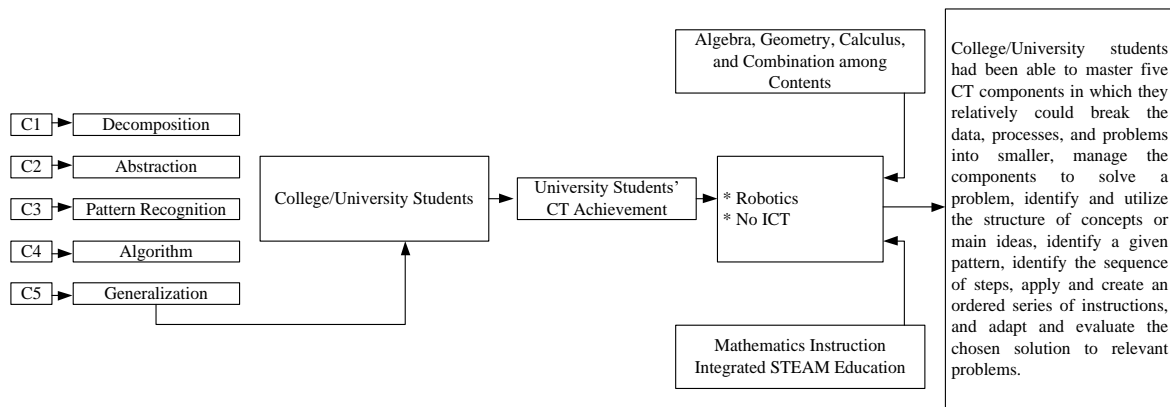 C1
Decomposition
C2
Abstraction
C3
Pattern Recognition
C4
Algorithm
C5
Generalization
College/University Students
University Students’
CT Achievement
Algebra, Geometry, Calculus,
and Combination among
Contents
* Robotics
* No ICT
Mathematics Instruction
Integrated STEAM Education
College/University students
had been able to master five
CT components in which they
relatively could break the
data, processes, and problems
into smaller, manage the
components to solve a
problem, identify and utilize
the structure of concepts or
main ideas, identify a given
pattern, identify the sequence
of steps, apply and create an
ordered series of instructions,
and adapt and evaluate the
chosen solution to relevant
problems.